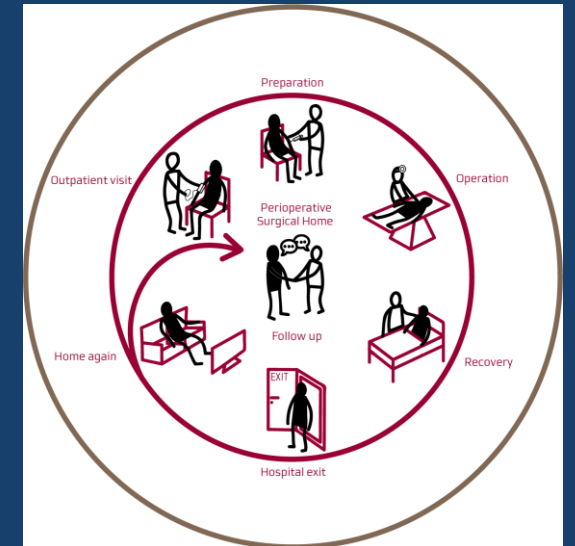 Preparation
Outpatient visit
Operation
Perioperative
Surgical Home
Follow up
Home again
Recovery
EXIT
Hospital exit